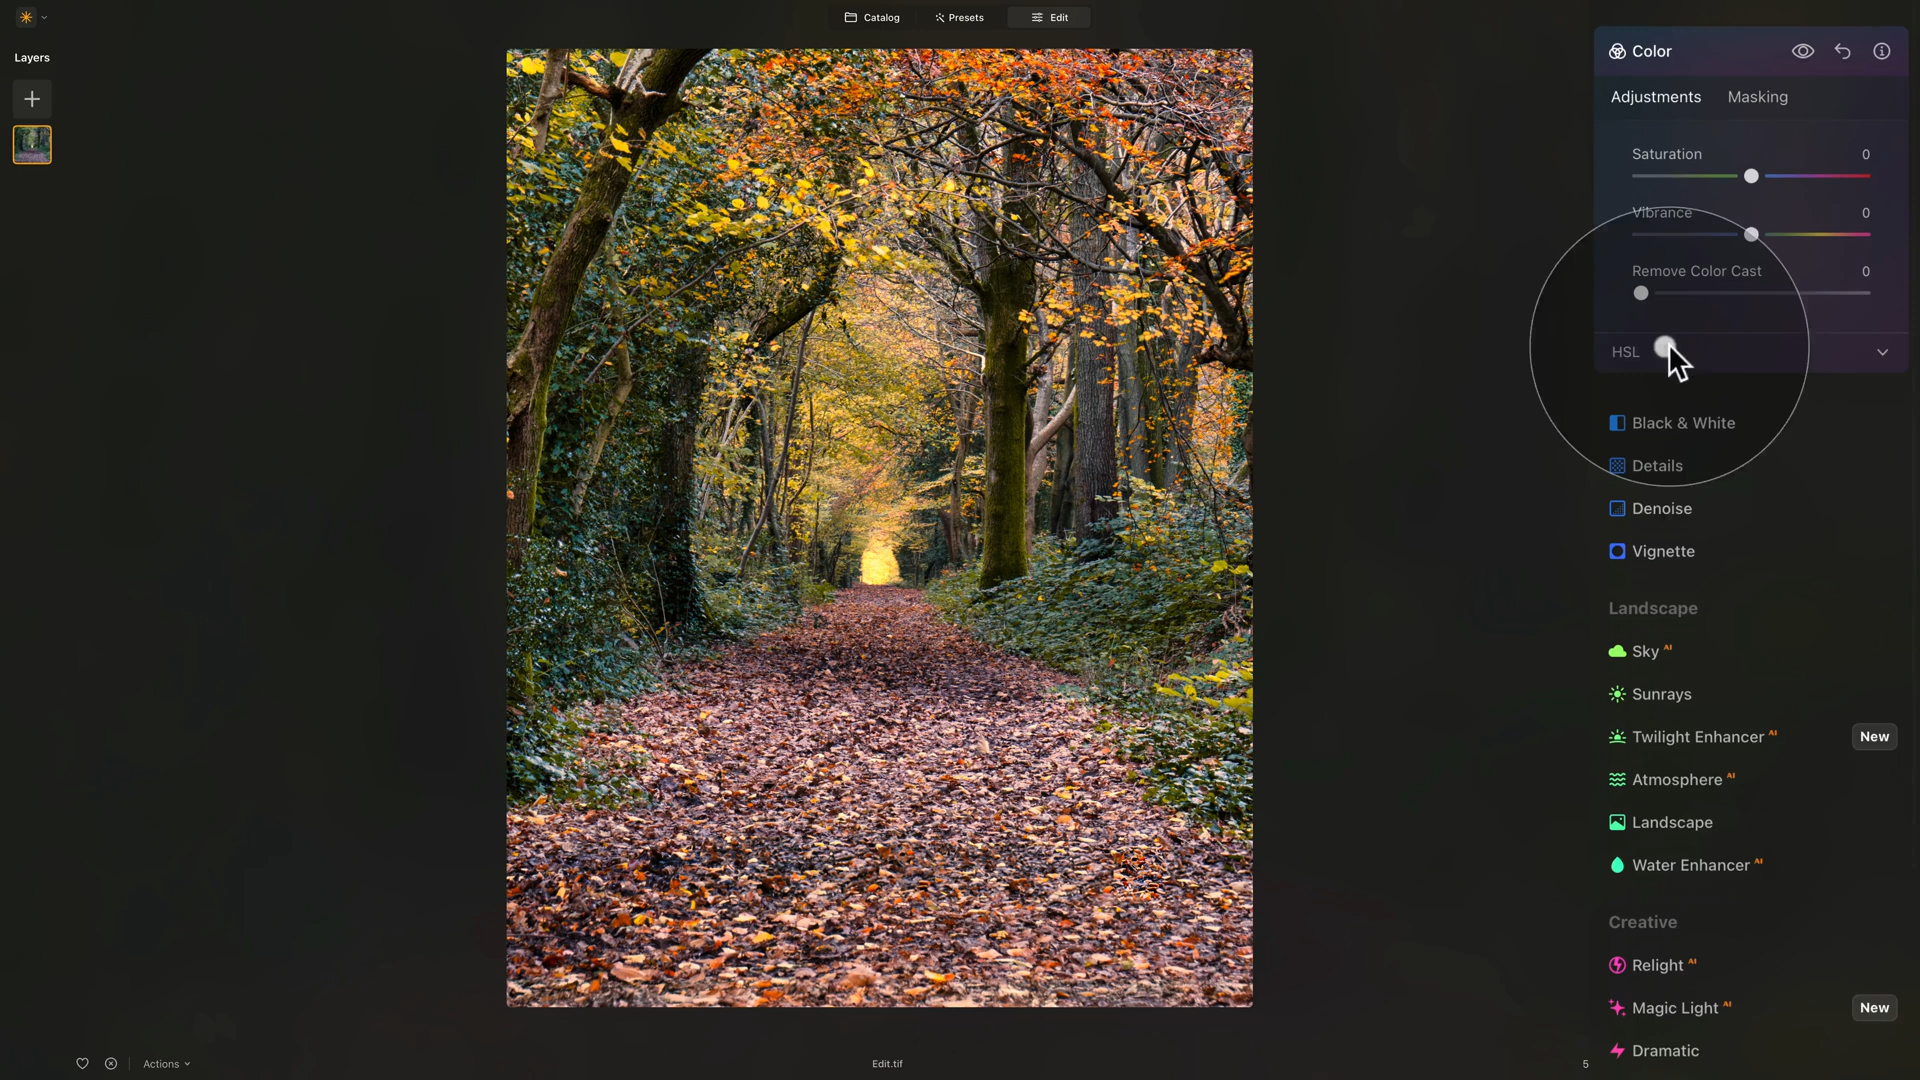 Catalog
Presets
Edit
Layers
Color
Adjustments
Masking
Saturation 0
Vibrance 0
Remove Color Cast 0
HSL
Black & White
Details
Denoise
Vignette
Landscape
Sky AI
Sunrays
Twilight Enhancer AI New
Atmosphere AI
Landscape
Water Enhancer AI
Creative
Relight AI
Magic Light AI New
Dramatic
Actions
Edit.tif
5